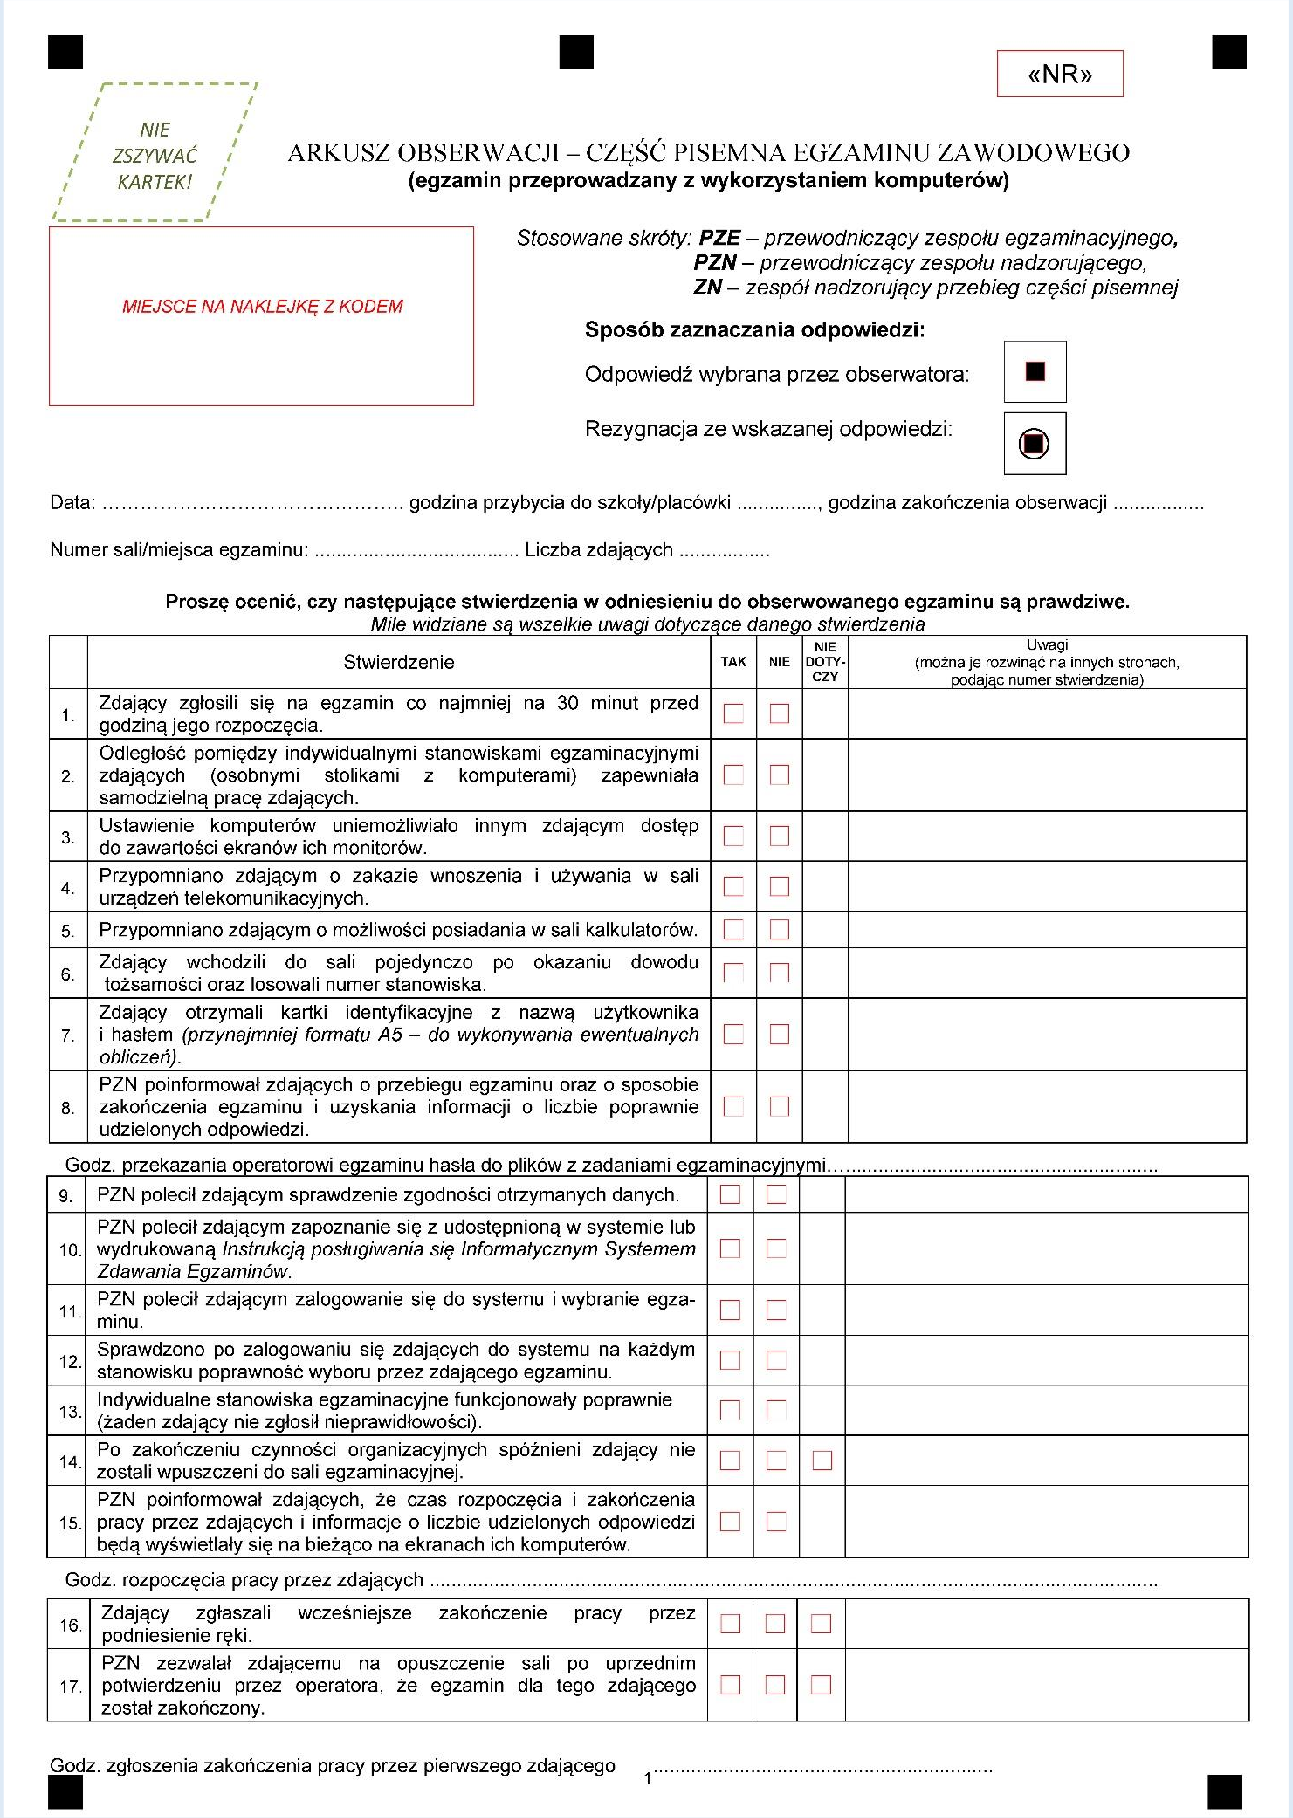 «NR»
NIE
ZSZYWAĆ
KARTEK!
ARKUSZ OBSERWACJI – CZĘŚĆ PISEMNA EGZAMINU ZAWODOWEGO
(egzamin przeprowadzany z wykorzystaniem komputerów)
MIEJSCE NA NAKLEJKĘ Z KODEM
Stosowane skróty: PZE – przewodniczący zespołu egzaminacyjnego,
PZN – przewodniczący zespołu nadzorującego,
ZN – zespół nadzorujący przebieg części pisemnej
Sposób zaznaczania odpowiedzi:
Odpowiedź wybrana przez obserwatora:
Rezygnacja ze wskazanej odpowiedzi:
Data: ……………………………………….. godzina przybycia do szkoły/placówki ..............., godzina zakończenia obserwacji .................
Numer sali/miejsca egzaminu: ...................................... Liczba zdających .................
Proszę ocenić, czy następujące stwierdzenia w odniesieniu do obserwowanego egzaminu są prawdziwe.
Mile widziane są wszelkie uwagi dotyczące danego stwierdzenia
Stwierdzenie
TAK
NIE
NIE
DOTY-
CZY
Uwagi
(można je rozwinąć na innych stronach,
podając numer stwierdzenia)
1.
Zdający zgłosili się na egzamin co najmniej na 30 minut przed
godziną jego rozpoczęcia.
2.
Odległość pomiędzy indywidualnymi stanowiskami egzaminacyjnymi
zdających (osobnymi stolikami z komputerami) zapewniała
samodzielną pracę zdających.
3.
Ustawienie komputerów uniemożliwiało innym zdającym dostęp
do zawartości ekranów ich monitorów.
4.
Przypomniano zdającym o zakazie wnoszenia i używania w sali
urządzeń telekomunikacyjnych.
5.
Przypomniano zdającym o możliwości posiadania w sali kalkulatorów.
6.
Zdający wchodzili do sali pojedynczo po okazaniu dowodu
tożsamości oraz losowali numer stanowiska.
7.
Zdający otrzymali kartki identyfikacyjne z nazwą użytkownika
i hasłem (przynajmniej formatu A5 – do wykonywania ewentualnych
obliczeń).
8.
PZN poinformował zdających o przebiegu egzaminu oraz o sposobie
zakończenia egzaminu i uzyskania informacji o liczbie poprawnie
udzielonych odpowiedzi.
Godz. przekazania operatorowi egzaminu hasła do plików z zadaniami egzaminacyjnymi…...........................................................
9.
PZN polecił zdającym sprawdzenie zgodności otrzymanych danych.
10.
PZN polecił zdającym zapoznanie się z udostępnioną w systemie lub
wydrukowaną Instrukcją posługiwania się Informatycznym Systemem
Zdawania Egzaminów.
11.
PZN polecił zdającym zalogowanie się do systemu i wybranie egza-
minu.
12.
Sprawdzono po zalogowaniu się zdających do systemu na każdym
stanowisku poprawność wyboru przez zdającego egzaminu.
13.
Indywidualne stanowiska egzaminacyjne funkcjonowały poprawnie
(żaden zdający nie zgłosił nieprawidłowości).
14.
Po zakończeniu czynności organizacyjnych spóźnieni zdający nie
zostali wpuszczeni do sali egzaminacyjnej.
15.
PZN poinformował zdających, że czas rozpoczęcia i zakończenia
pracy przez zdających i informacje o liczbie udzielonych odpowiedzi
będą wyświetlały się na bieżąco na ekranach ich komputerów.
Godz. rozpoczęcia pracy przez zdających ........................................................................................................................................
16.
Zdający zgłaszali wcześniejsze zakończenie pracy przez
podniesienie ręki.
17.
PZN zezwalał zdającemu na opuszczenie sali po uprzednim
potwierdzeniu przez operatora, że egzamin dla tego zdającego
został zakończony.
Godz. zgłoszenia zakończenia pracy przez pierwszego zdającego ...............................................................
1